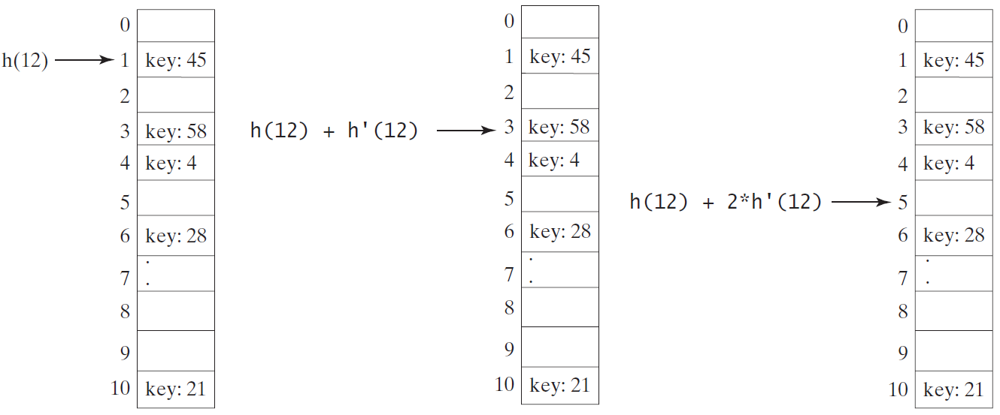 0
h(12) 1 key: 45
2
3 key: 58
4 key: 4
5
6 key: 28
7 : 
8
9
10 key: 21
0
1 key: 45
2
h(12) + h'(12) 3 key: 58
4 key: 4
5
6 key: 28
7 :
8
9
10 key: 21
0
1 key: 45
2
3 key: 58
4 key: 4
h(12) + 2*h'(12) 5
6 key: 28
7 :
8
9
10 key: 21